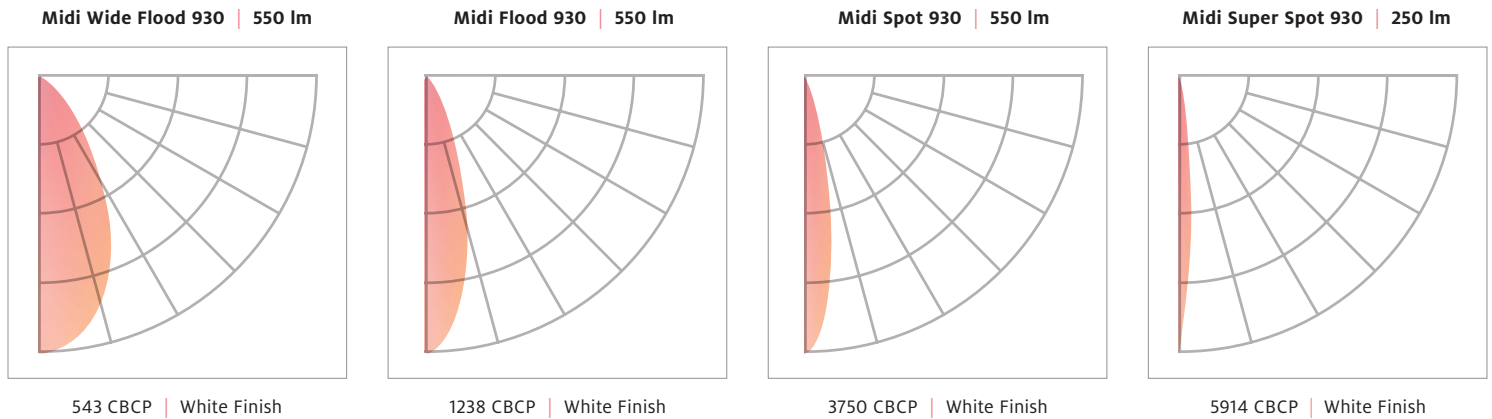 Midi Wide Flood 930 | 550 lm
Midi Flood 930 | 550 lm
Midi Spot 930 | 550 lm
Midi Super Spot 930 | 250 lm
543 CBCP | White Finish
1238 CBCP | White Finish
3750 CBCP | White Finish
5914 CBCP | White Finish